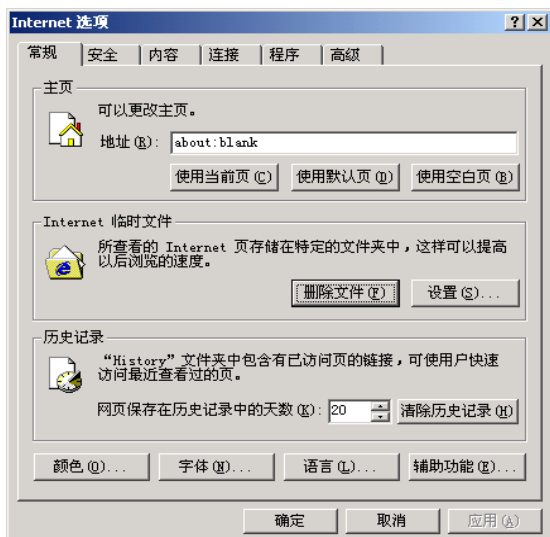 Internet 选项
常规 安全 内容 连接 程序 高级
主页
可以更改主页。
地址(R): about:blank
使用当前页(C) 使用默认页(D) 使用空白页(B)
Internet 临时文件
所查看的 Internet 页存储在特定的文件夹中，这样可以提高
以后浏览的速度。
删除文件(F)... 设置(S)...
历史记录
“History”文件夹中包含有已访问页的链接，可使用户快速
访问最近查看过的页。
网页保存在历史记录中的天数(K): 20 清除历史记录(H)
颜色(O)... 字体(N)... 语言(L)... 辅助功能(E)...
确定 取消 应用(A)